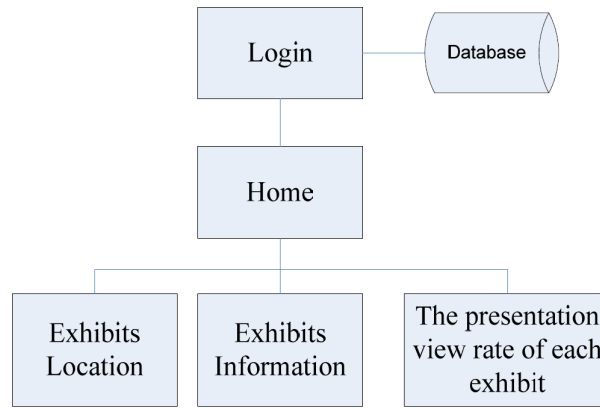 Login
Database
Home
Exhibits
Location
Exhibits
Information
The presentation
view rate of each
exhibit